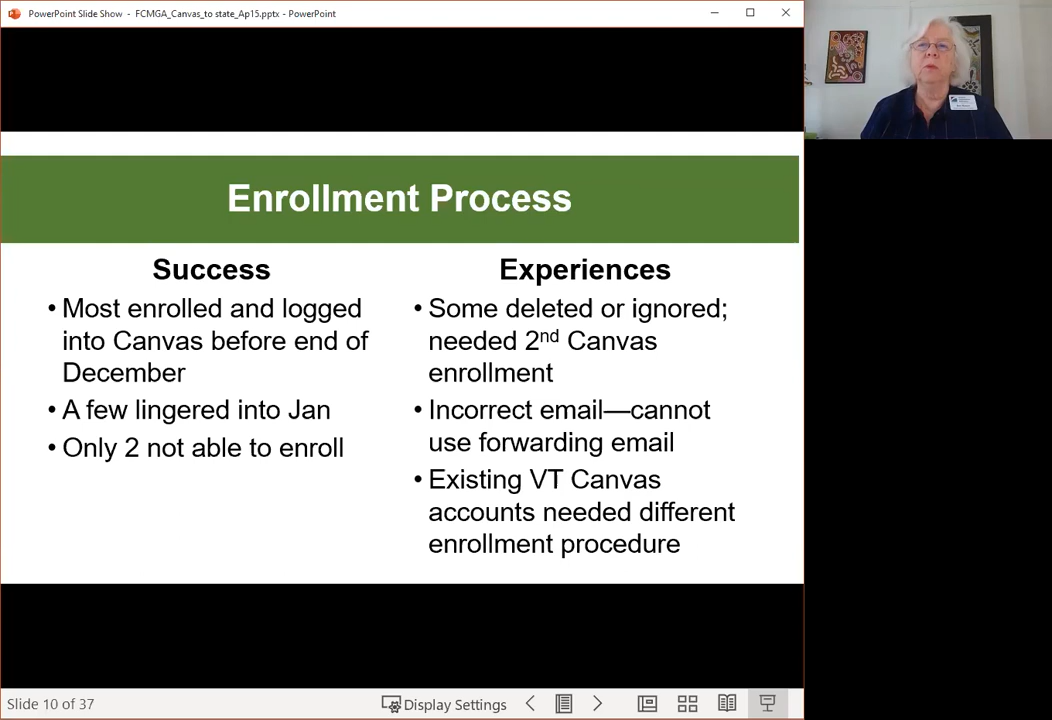 PowerPoint Slide Show - FCMGA_Canvas_to state_Ap15.pptx - PowerPoint
Enrollment Process
Success
• Most enrolled and logged
into Canvas before end of
December
• A few lingered into Jan
• Only 2 not able to enroll
Experiences
• Some deleted or ignored;
needed 2nd Canvas
enrollment
• Incorrect email—cannot
use forwarding email
• Existing VT Canvas
accounts needed different
enrollment procedure
Slide 10 of 37
Display Settings